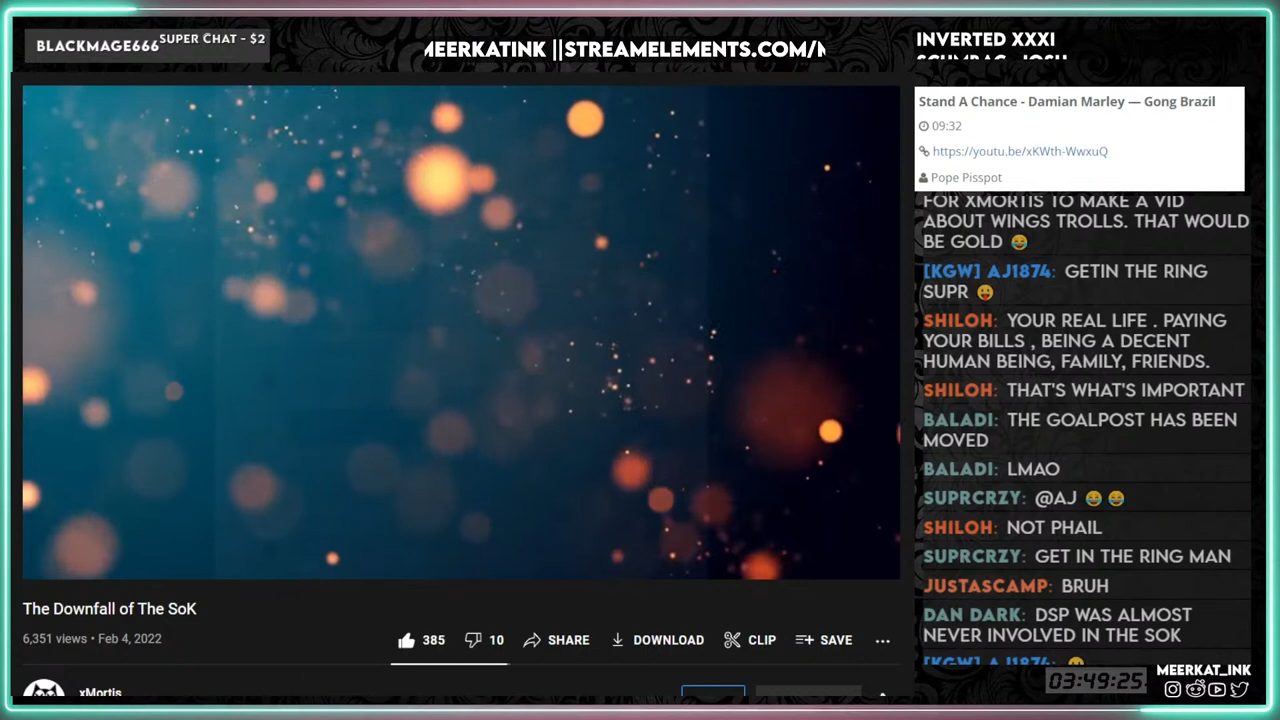 BLACKMAGE666 SUPER CHAT - $2
MEERKATINK ||STREAMELEMENTS.COM/
INVERTED XXXI
SCUMBAG_JOSH
Stand A Chance - Damian Marley — Gong Brazil
09:32
https://youtu.be/xKWth-WwxuQ
Pope Pisspot
FOR XMORTIS TO MAKE A VID
ABOUT WINGS TROLLS. THAT WOULD
BE GOLD 😂
[KGW] AJ1874: GETIN THE RING
SUPR 😛
SHILOH: YOUR REAL LIFE . PAYING
YOUR BILLS , BEING A DECENT
HUMAN BEING, FAMILY, FRIENDS.
SHILOH: THAT'S WHAT'S IMPORTANT
BALADI: THE GOALPOST HAS BEEN
MOVED
BALADI: LMAO
SUPRCRZY: @AJ 😂 😂
SHILOH: NOT PHAIL
SUPRCRZY: GET IN THE RING MAN
JUSTASCAMP: BRUH
DAN DARK: DSP WAS ALMOST
NEVER INVOLVED IN THE SOK
[KGW] AJ1874:
The Downfall of The SoK
6,351 views • Feb 4, 2022
385 10 SHARE DOWNLOAD CLIP SAVE ...
xMortis
03:49:25
MEERKAT_INK